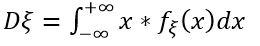 Dξ = ∫_{-∞}^{+∞} x * f_ξ(x)dx